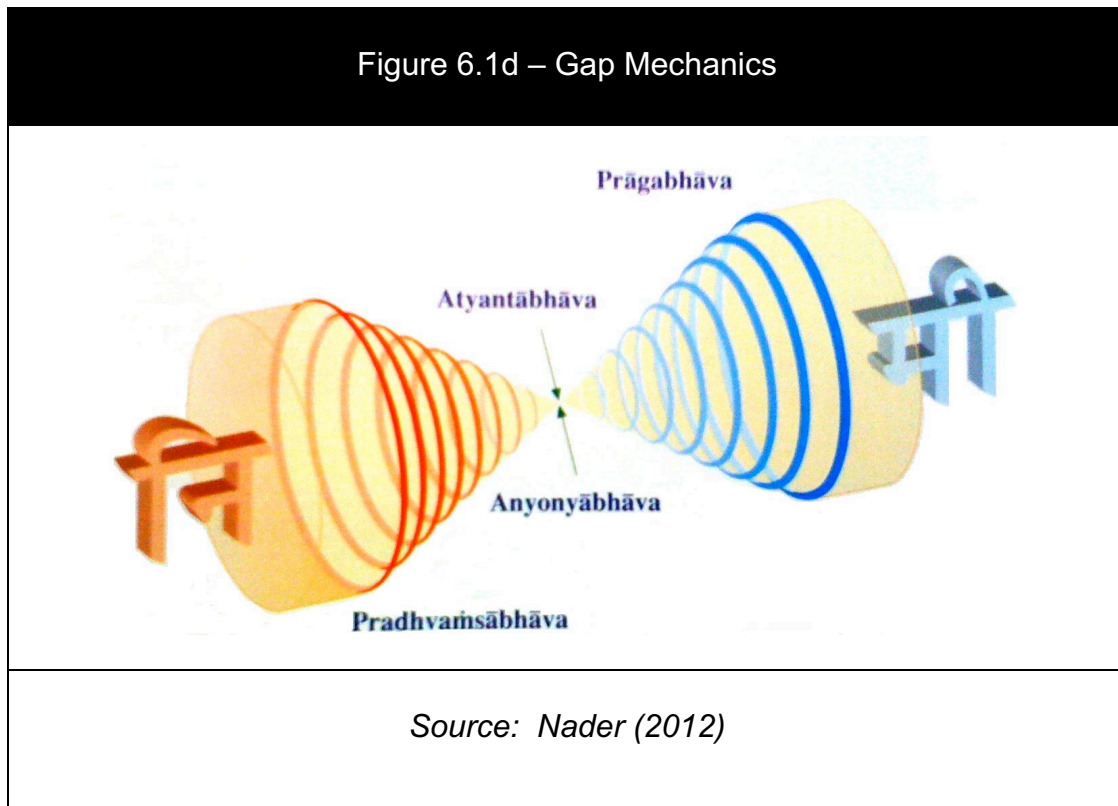 Figure 6.1d – Gap Mechanics
Prāgabhāva
Atyantābhāva
मी
नि
Anyonyābhāva
Pradhvaṁsābhāva
Source: Nader (2012)